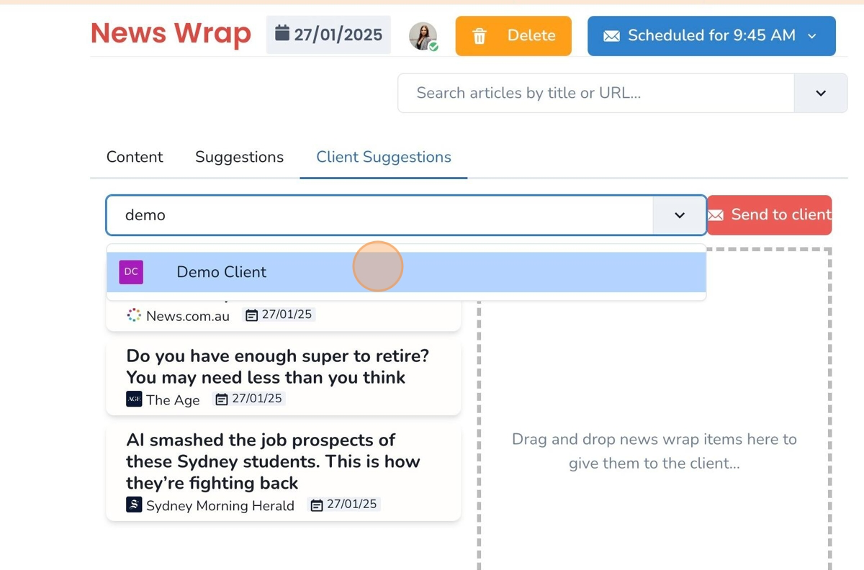 News Wrap
27/01/2025
Delete
Scheduled for 9:45 AM
Search articles by title or URL...
Content
Suggestions
Client Suggestions
demo
Send to client
DC
Demo Client
News.com.au
27/01/25
Do you have enough super to retire?
You may need less than you think
AGE
The Age
27/01/25
AI smashed the job prospects of
these Sydney students. This is how
they’re fighting back
Sydney Morning Herald
27/01/25
Drag and drop news wrap items here to
give them to the client...